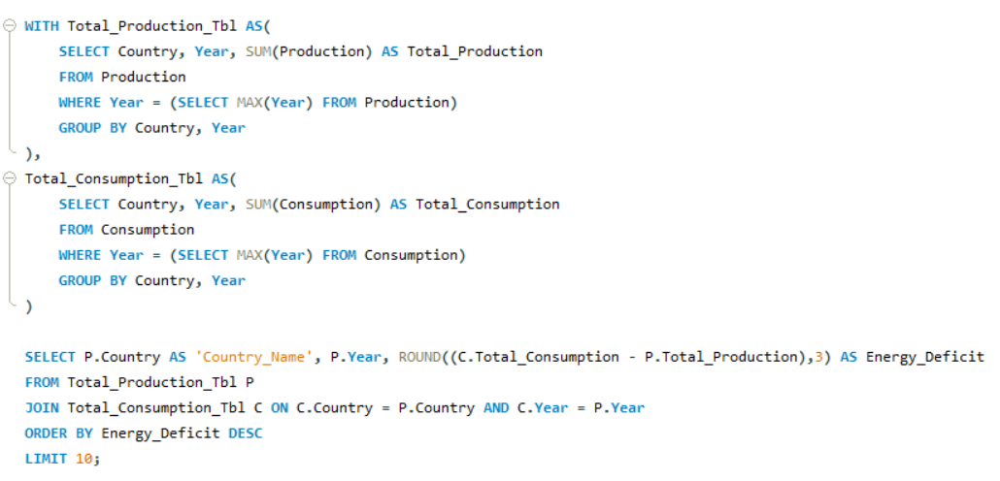 WITH Total_Production_Tbl AS(
    SELECT Country, Year, SUM(Production) AS Total_Production
    FROM Production
    WHERE Year = (SELECT MAX(Year) FROM Production)
    GROUP BY Country, Year
),
Total_Consumption_Tbl AS(
    SELECT Country, Year, SUM(Consumption) AS Total_Consumption
    FROM Consumption
    WHERE Year = (SELECT MAX(Year) FROM Consumption)
    GROUP BY Country, Year
)
SELECT P.Country AS 'Country_Name', P.Year, ROUND((C.Total_Consumption - P.Total_Production),3) AS Energy_Deficit
FROM Total_Production_Tbl P
JOIN Total_Consumption_Tbl C ON C.Country = P.Country AND C.Year = P.Year
ORDER BY Energy_Deficit DESC
LIMIT 10;